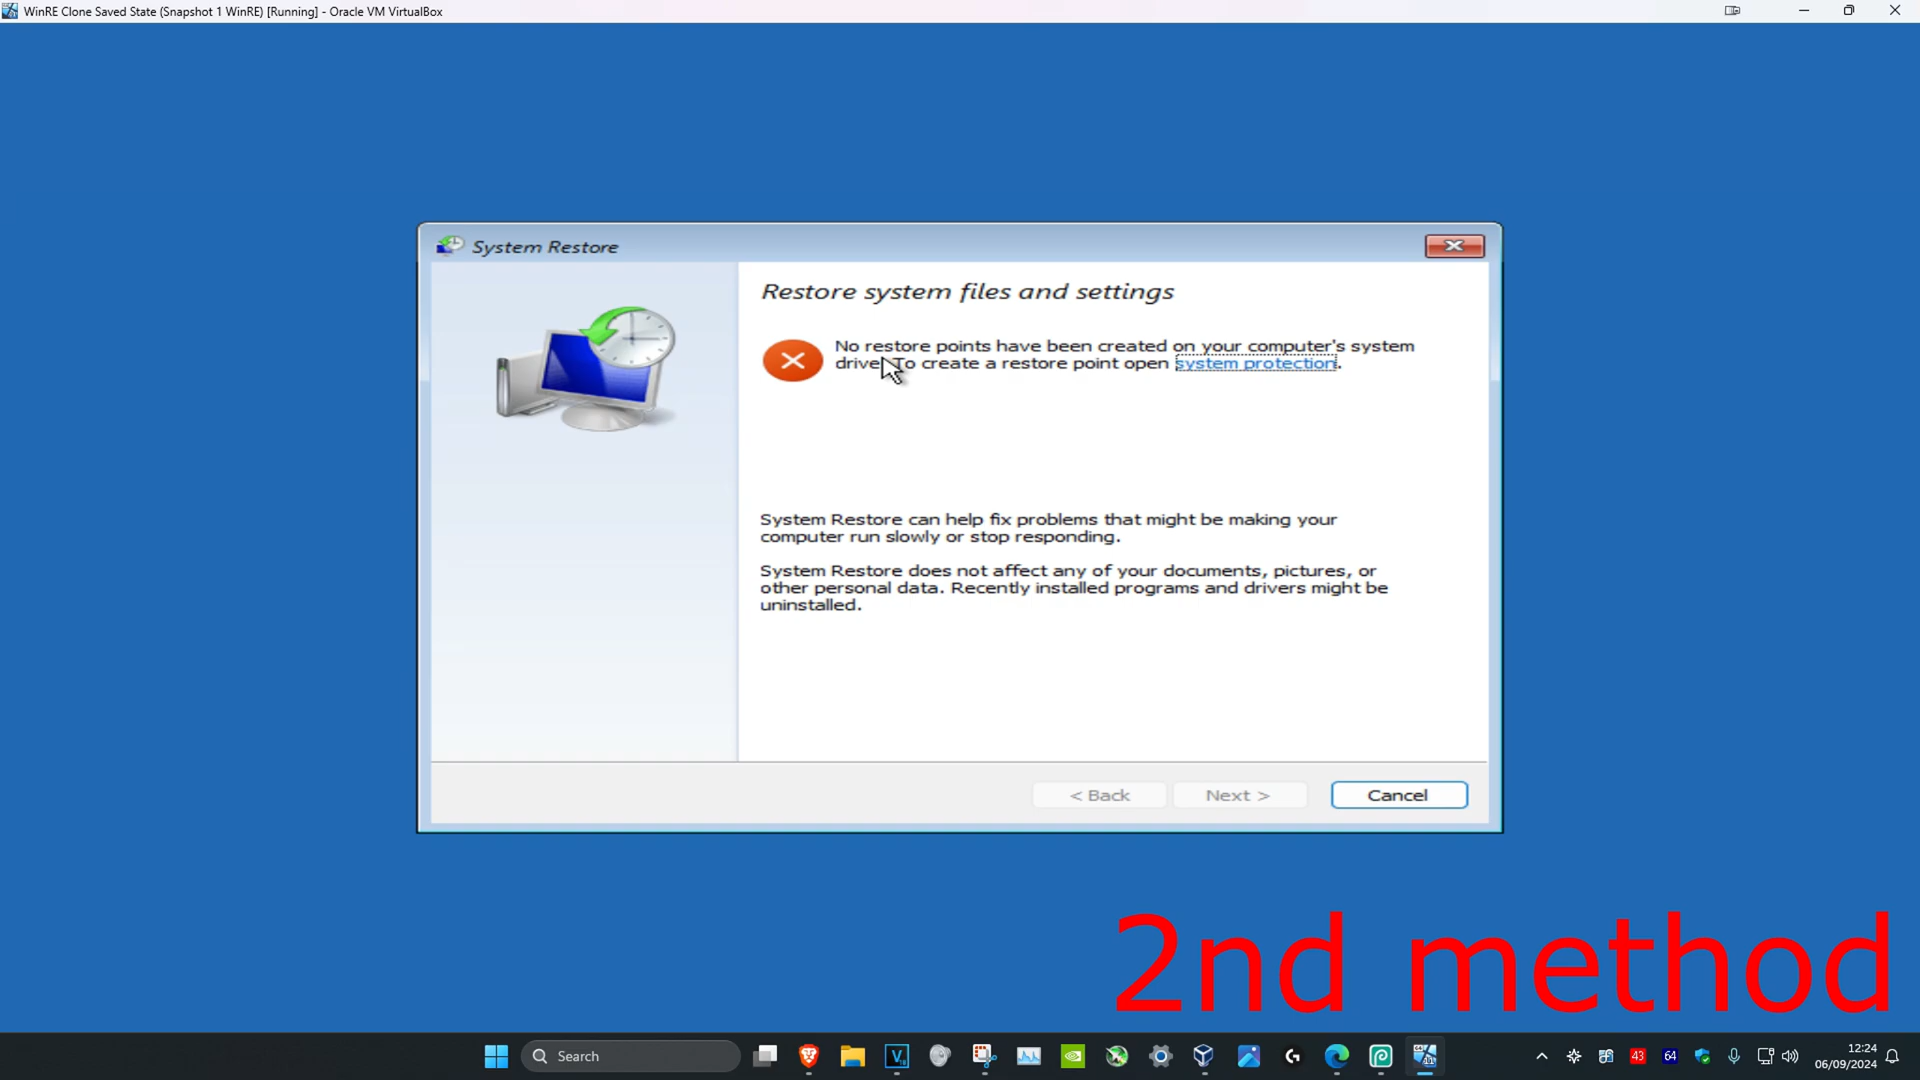 WinRE Clone Saved State (Snapshot 1 WinRE) [Running] - Oracle VM VirtualBox
System Restore
Restore system files and settings
No restore points have been created on your computer's system
drive. To create a restore point open system protection.
System Restore can help fix problems that might be making your
computer run slowly or stop responding.
System Restore does not affect any of your documents, pictures, or
other personal data. Recently installed programs and drivers might be
uninstalled.
< Back
Next >
Cancel
2nd method
Search
43
64
12:24
06/09/2024